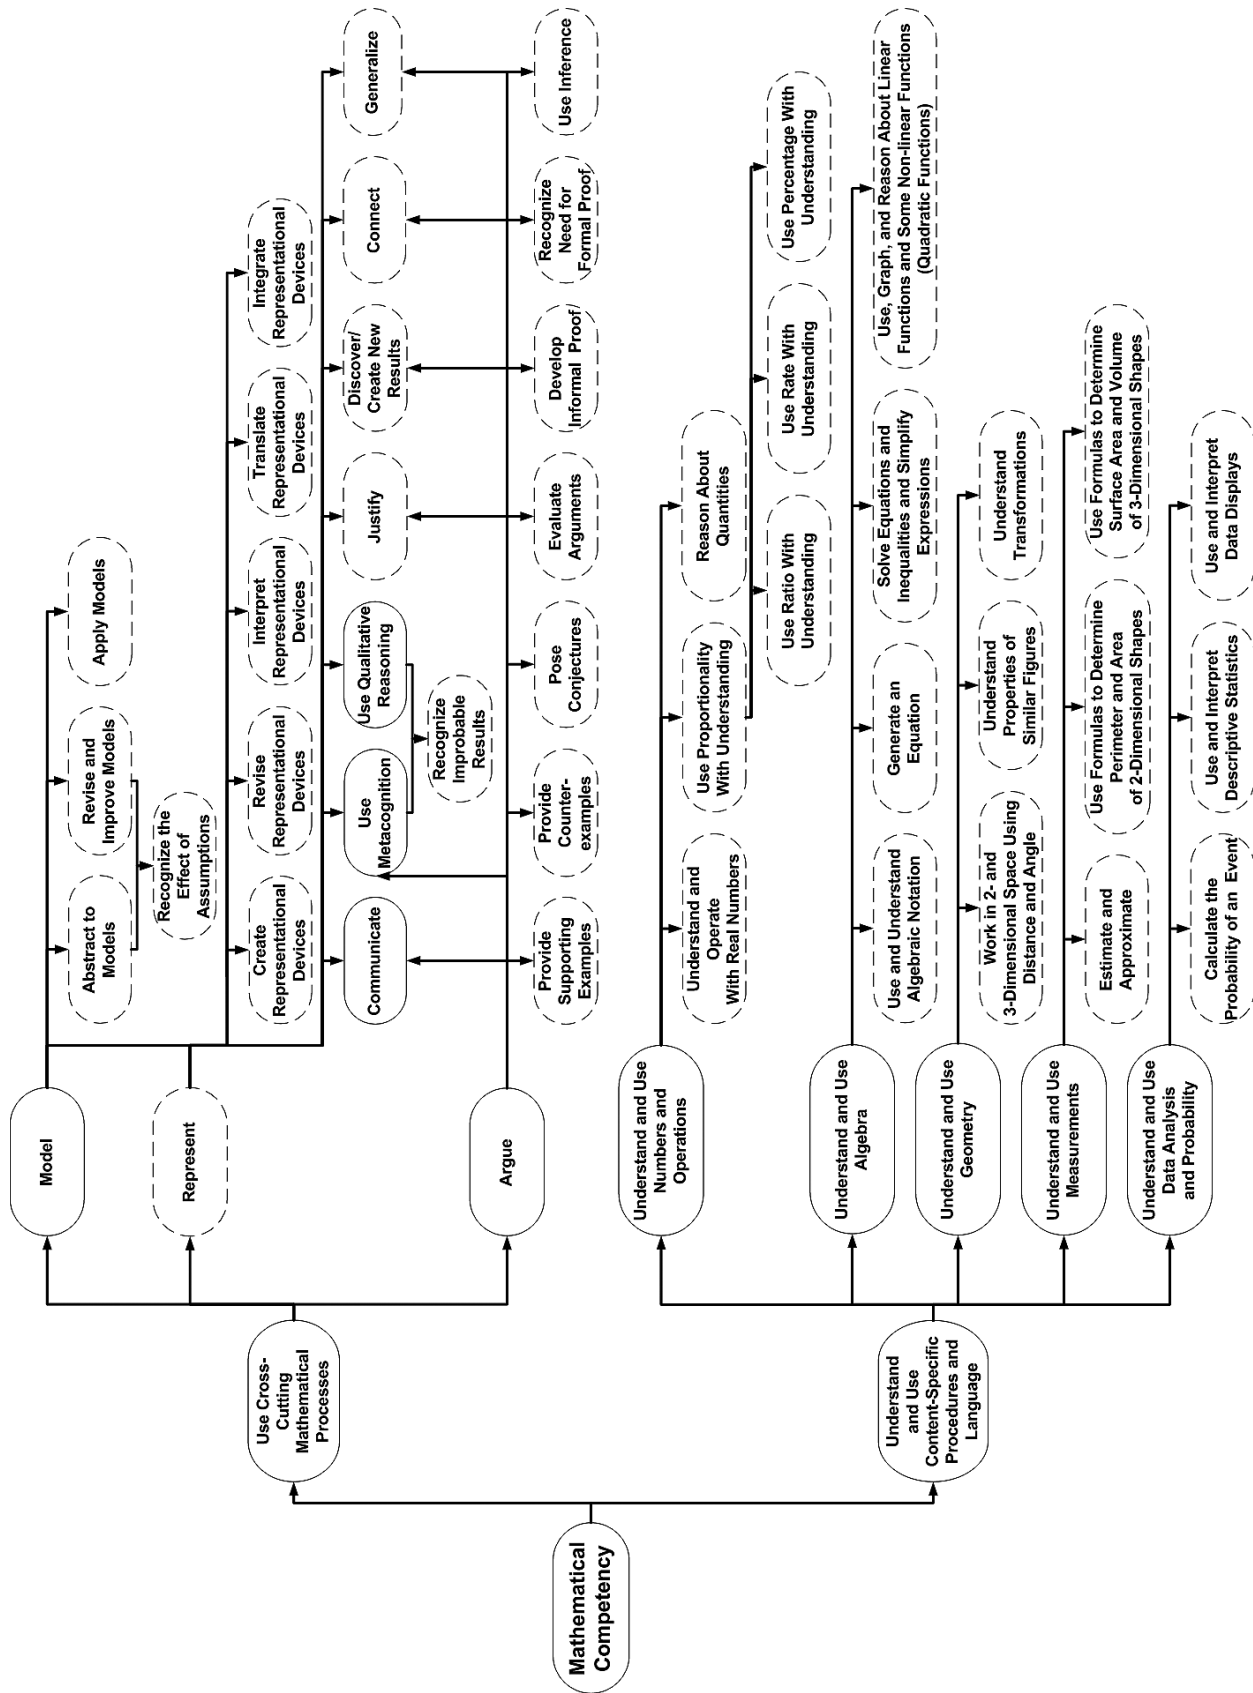 Mathematical
Competency
Use Cross-
Cutting
Mathematical
Processes
Model
Abstract to
Models
Revise and
Improve Models
Apply Models
Recognize the
Effect of
Assumptions
Represent
Create
Representational
Devices
Revise
Representational
Devices
Interpret
Representational
Devices
Translate
Representational
Devices
Integrate
Representational
Devices
Communicate
Use
Metacognition
Use Qualitative
Reasoning
Justify
Discover/
Create New
Results
Connect
Generalize
Recognize
Improbable
Results
Argue
Provide
Supporting
Examples
Provide
Counter-
examples
Pose
Conjectures
Evaluate
Arguments
Develop
Informal Proof
Recognize
Need for
Formal Proof
Use Inference
Understand
and Use
Content-Specific
Procedures and
Language
Understand and Use
Numbers and
Operations
Understand and
Operate
With Real Numbers
Use Proportionality
With Understanding
Reason About
Quantities
Use Ratio With
Understanding
Use Rate With
Understanding
Use Percentage With
Understanding
Understand and Use
Algebra
Use and Understand
Algebraic Notation
Generate an
Equation
Solve Equations and
Inequalities and Simplify
Expressions
Use, Graph, and Reason About Linear
Functions and Some Non-linear Functions
(Quadratic Functions)
Understand and Use
Geometry
Work in 2- and
3-Dimensional Space Using
Distance and Angle
Understand
Properties of
Similar Figures
Understand
Transformations
Understand and Use
Measurements
Estimate and
Approximate
Use Formulas to Determine
Perimeter and Area
of 2-Dimensional Shapes
Use Formulas to Determine
Surface Area and Volume
of 3-Dimensional Shapes
Understand and Use
Data Analysis
and Probability
Calculate the
Probability of an Event
Use and Interpret
Descriptive Statistics
Use and Interpret
Data Displays